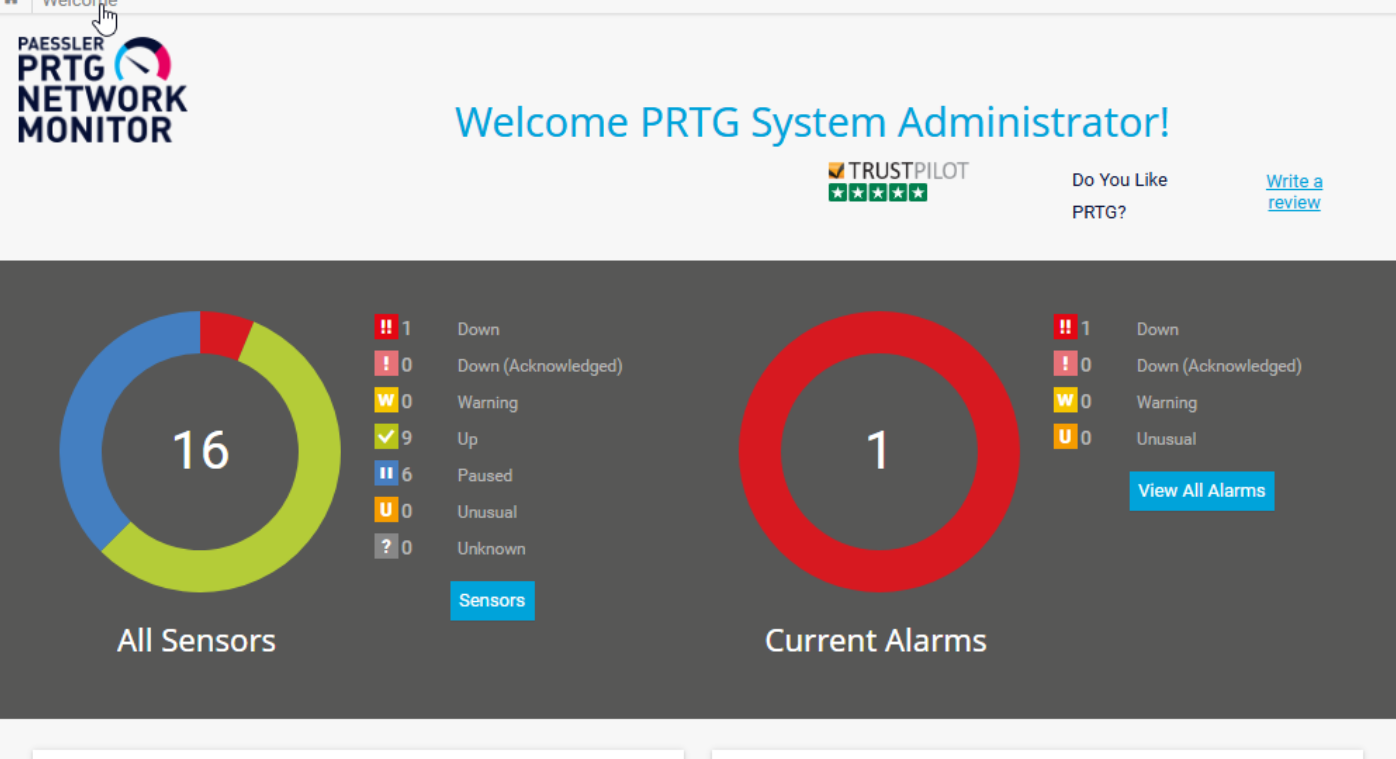 Welcome
PAESSLER
PRTG
NETWORK
MONITOR
Welcome PRTG System Administrator!
TRUSTPILOT
Do You Like
PRTG?
Write a
review
16
All Sensors
!! 1 Down
! 0 Down (Acknowledged)
W 0 Warning
9 Up
6 Paused
U 0 Unusual
? 0 Unknown
Sensors
1
Current Alarms
!! 1 Down
! 0 Down (Acknowledged)
W 0 Warning
U 0 Unusual
View All Alarms